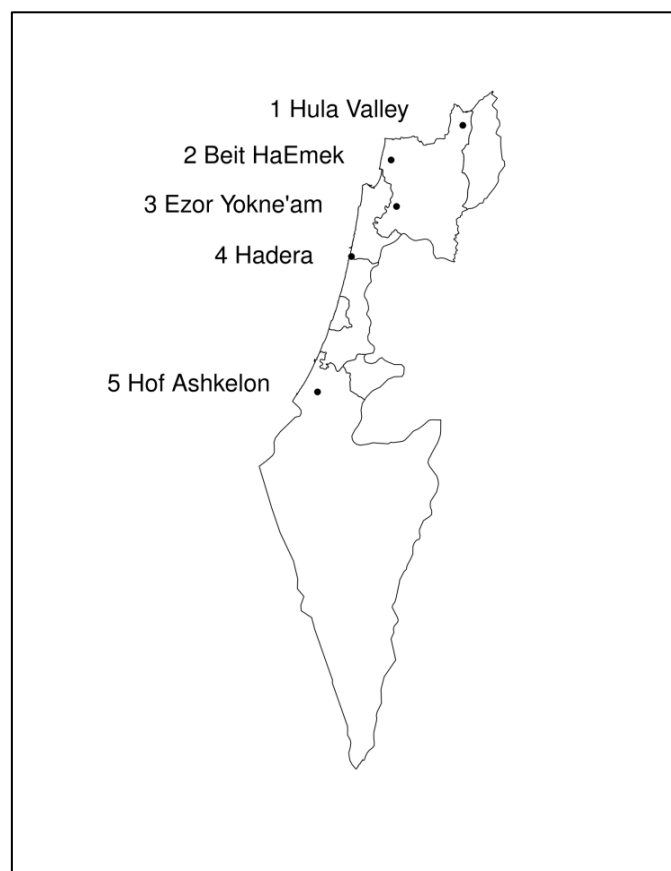 1 Hula Valley
2 Beit HaEmek
3 Ezor Yokne'am
4 Hadera
5 Hof Ashkelon